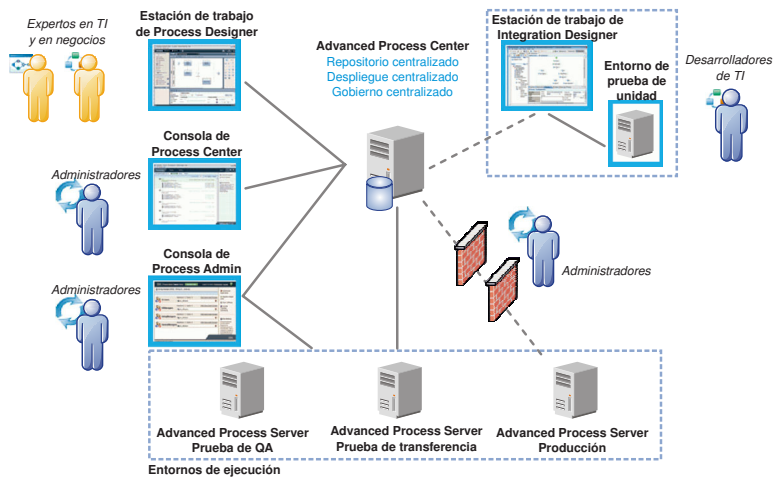 Expertos en TI
y en negocios
Estación de trabajo
de Process Designer
Advanced Process Center
Repositorio centralizado
Despliegue centralizado
Gobierno centralizado
Estación de trabajo de
Integration Designer
Entorno de
prueba de
unidad
Desarrolladores
de TI
Consola de
Process Center
Administradores
Consola de
Process Admin
Administradores
Administradores
Advanced Process Server
Prueba de QA
Advanced Process Server
Prueba de transferencia
Advanced Process Server
Producción
Entornos de ejecución